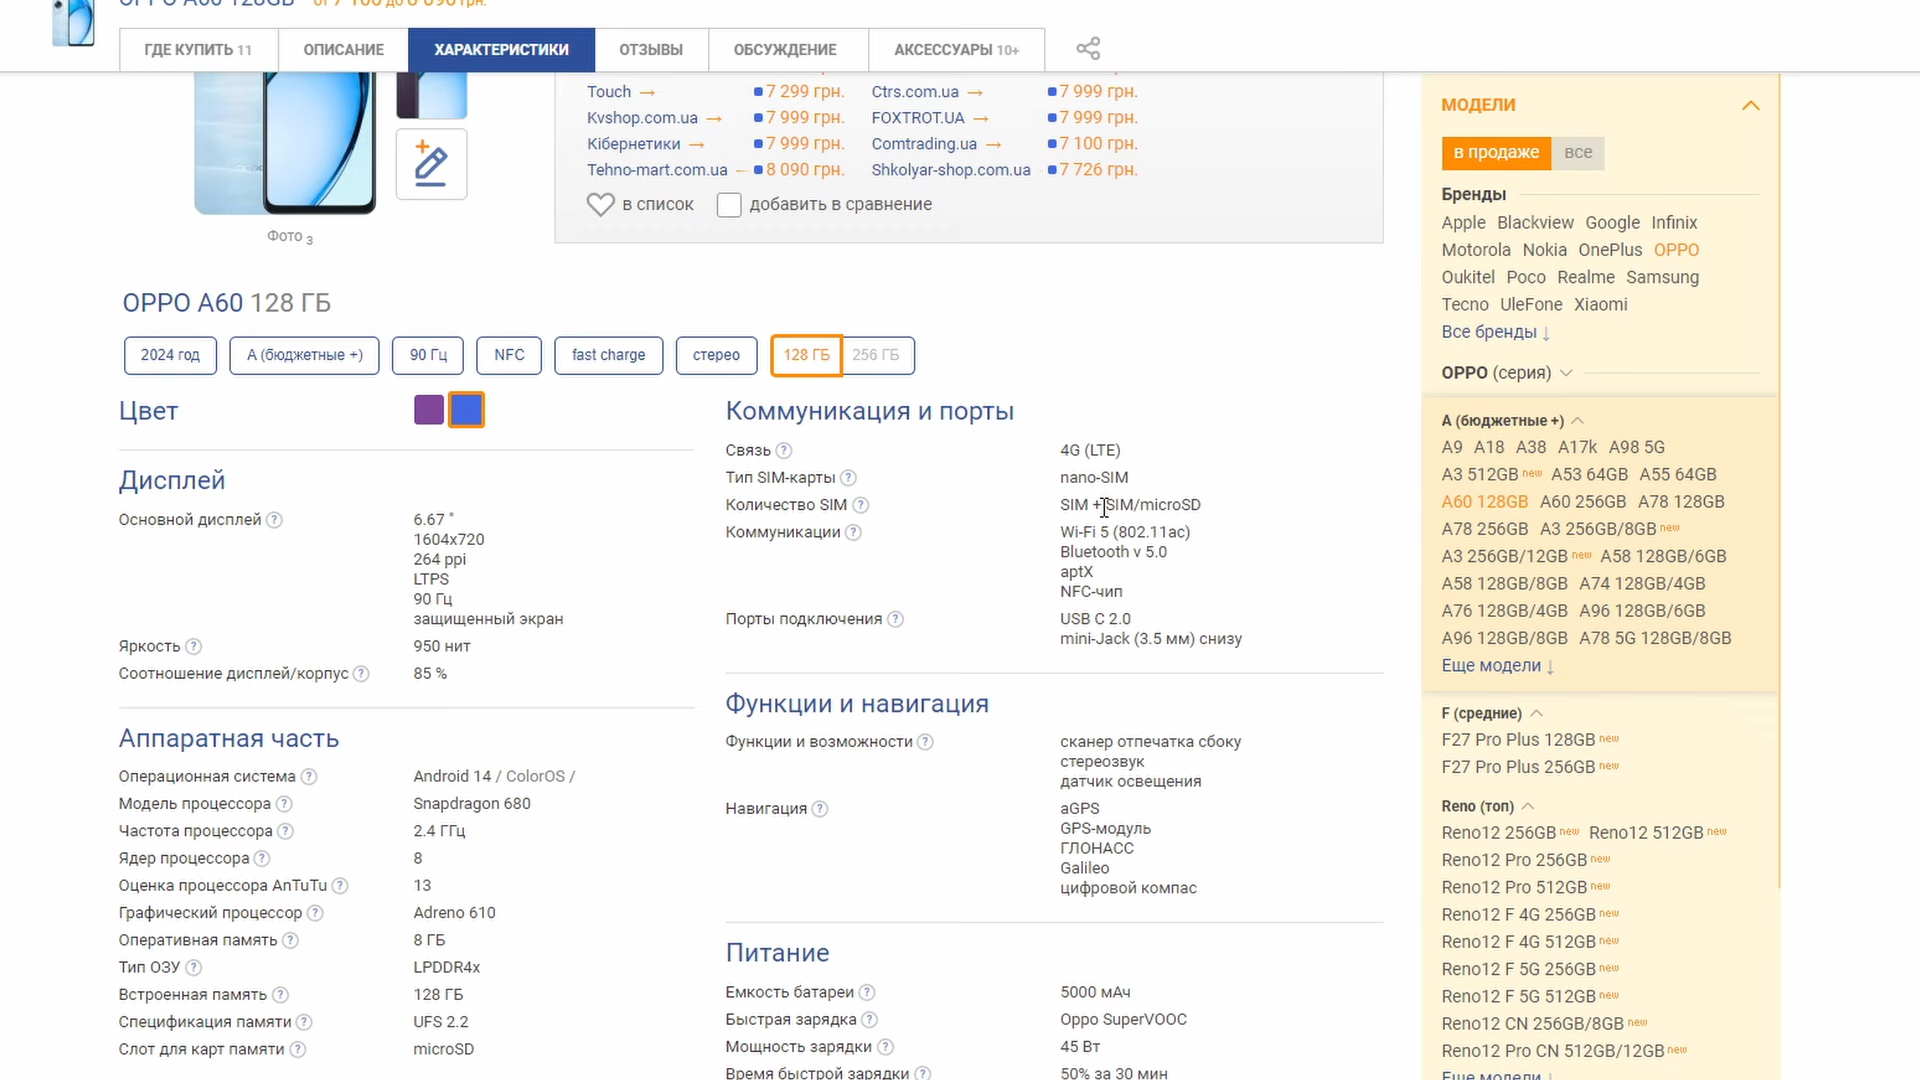 OPPO A60 128GB от 7 100 до 8 090 грн.
ГДЕ КУПИТЬ 11
ОПИСАНИЕ
ХАРАКТЕРИСТИКИ
ОТЗЫВЫ
ОБСУЖДЕНИЕ
АКСЕССУАРЫ 10+
Touch → 7 299 грн. Ctrs.com.ua → 7 999 грн.
Kvshop.com.ua → 7 999 грн. FOXTROT.UA → 7 999 грн.
Кібернетики → 7 999 грн. Comtrading.ua → 7 100 грн.
Tehno-mart.com.ua 8 090 грн. Shkolyar-shop.com.ua 7 726 грн.
в список добавить в сравнение
Фото 3
OPPO A60 128 ГБ
2024 год
A (бюджетные +)
90 Гц
NFC
fast charge
стерео
128 ГБ
256 ГБ
Цвет
Дисплей
Основной дисплей ? 6.67 "
1604x720
264 ppi
LTPS
90 Гц
защищенный экран
Яркость ? 950 нит
Соотношение дисплей/корпус ? 85 %
Аппаратная часть
Операционная система ? Android 14 / ColorOS /
Модель процессора ? Snapdragon 680
Частота процессора ? 2.4 ГГц
Ядер процессора ? 8
Оценка процессора AnTuTu ? 13
Графический процессор ? Adreno 610
Оперативная память ? 8 ГБ
Тип ОЗУ ? LPDDR4x
Встроенная память ? 128 ГБ
Спецификация памяти ? UFS 2.2
Слот для карт памяти ? microSD
Коммуникация и порты
Связь ? 4G (LTE)
Тип SIM-карты ? nano-SIM
Количество SIM ? SIM + SIM/microSD
Коммуникации ? Wi-Fi 5 (802.11ac)
Bluetooth v 5.0
aptX
NFC-чип
Порты подключения ? USB C 2.0
mini-Jack (3.5 мм) снизу
Функции и навигация
Функции и возможности ? сканер отпечатка сбоку
стереозвук
датчик освещения
Навигация ? aGPS
GPS-модуль
ГЛОНАСС
Galileo
цифровой компас
Питание
Емкость батареи ? 5000 мАч
Быстрая зарядка ? Oppo SuperVOOC
Мощность зарядки ? 45 Вт
Время быстрой зарядки ? 50% за 30 мин
МОДЕЛИ
в продаже все
Бренды
Apple Blackview Google Infinix
Motorola Nokia OnePlus OPPO
Oukitel Poco Realme Samsung
Tecno UleFone Xiaomi
Все бренды ↓
OPPO (серия)
A (бюджетные +)
A9 A18 A38 A17k A98 5G
A3 512GB new A53 64GB A55 64GB
A60 128GB A60 256GB A78 128GB
A78 256GB A3 256GB/8GB new
A3 256GB/12GB new A58 128GB/6GB
A58 128GB/8GB A74 128GB/4GB
A76 128GB/4GB A96 128GB/6GB
A96 128GB/8GB A78 5G 128GB/8GB
Еще модели ↓
F (средние)
F27 Pro Plus 128GB new
F27 Pro Plus 256GB new
Reno (топ)
Reno12 256GB new Reno12 512GB new
Reno12 Pro 256GB new
Reno12 Pro 512GB new
Reno12 F 4G 256GB new
Reno12 F 4G 512GB new
Reno12 F 5G 256GB new
Reno12 F 5G 512GB new
Reno12 CN 256GB/8GB new
Reno12 Pro CN 512GB/12GB new
Еще модели ↓